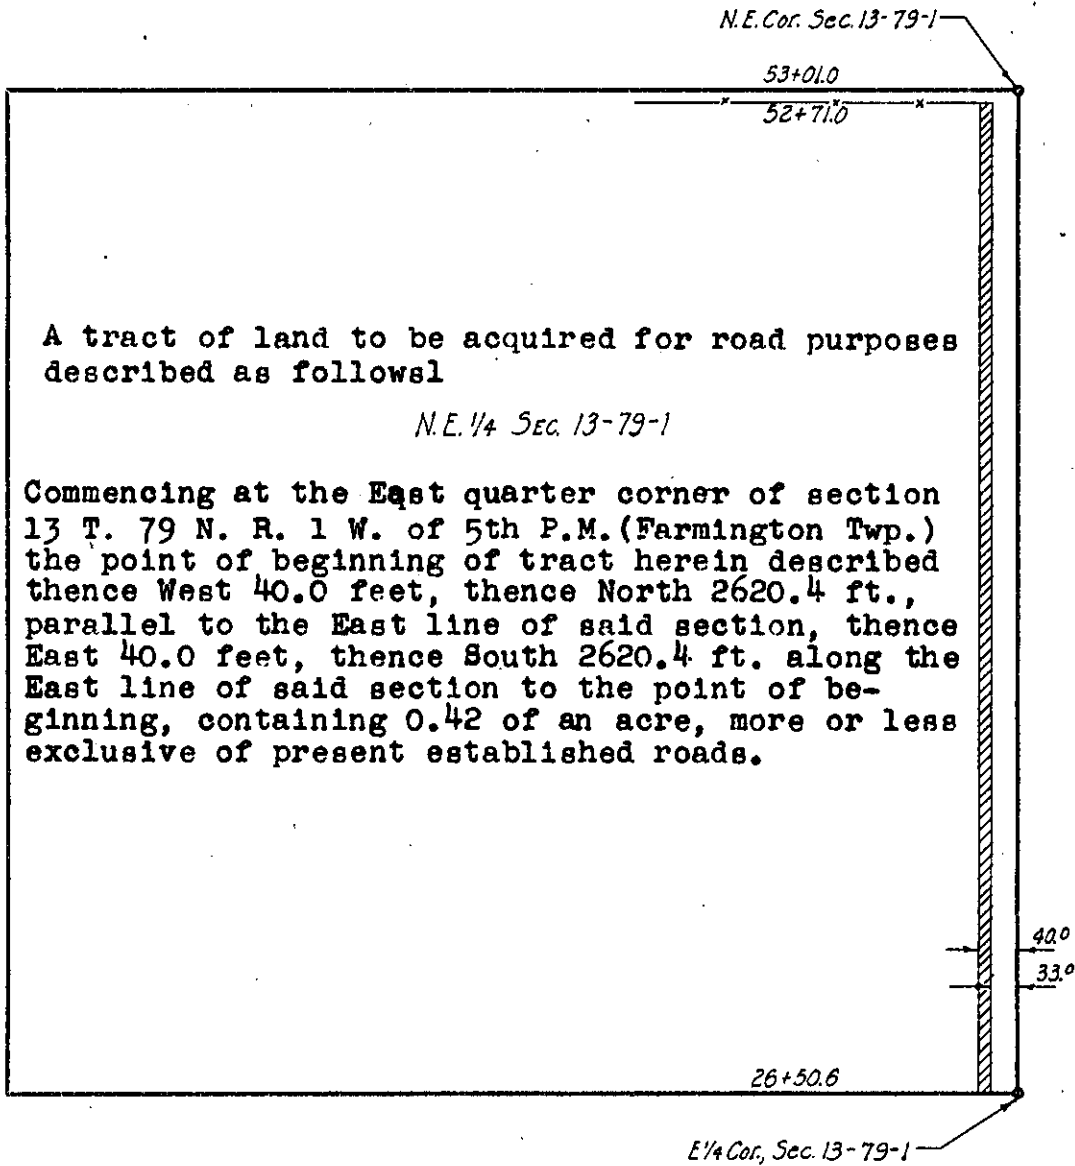 N.E. Cor. Sec. 13-79-1
53+01.0
52+71.0
A tract of land to be acquired for road purposes
described as followsl
N.E. 1/4 SEC. 13-79-1
Commencing at the East quarter corner of section
13 T. 79 N. R. 1 W. of 5th P.M.(Farmington Twp.)
the point of beginning of tract herein described
thence West 40.0 feet, thence North 2620.4 ft.,
parallel to the East line of said section, thence
East 40.0 feet, thence South 2620.4 ft. along the
East line of said section to the point of be-
ginning, containing 0.42 of an acre, more or less
exclusive of present established roads.
40.0
33.0
26+50.6
E 1/4 Cor., Sec. 13-79-1